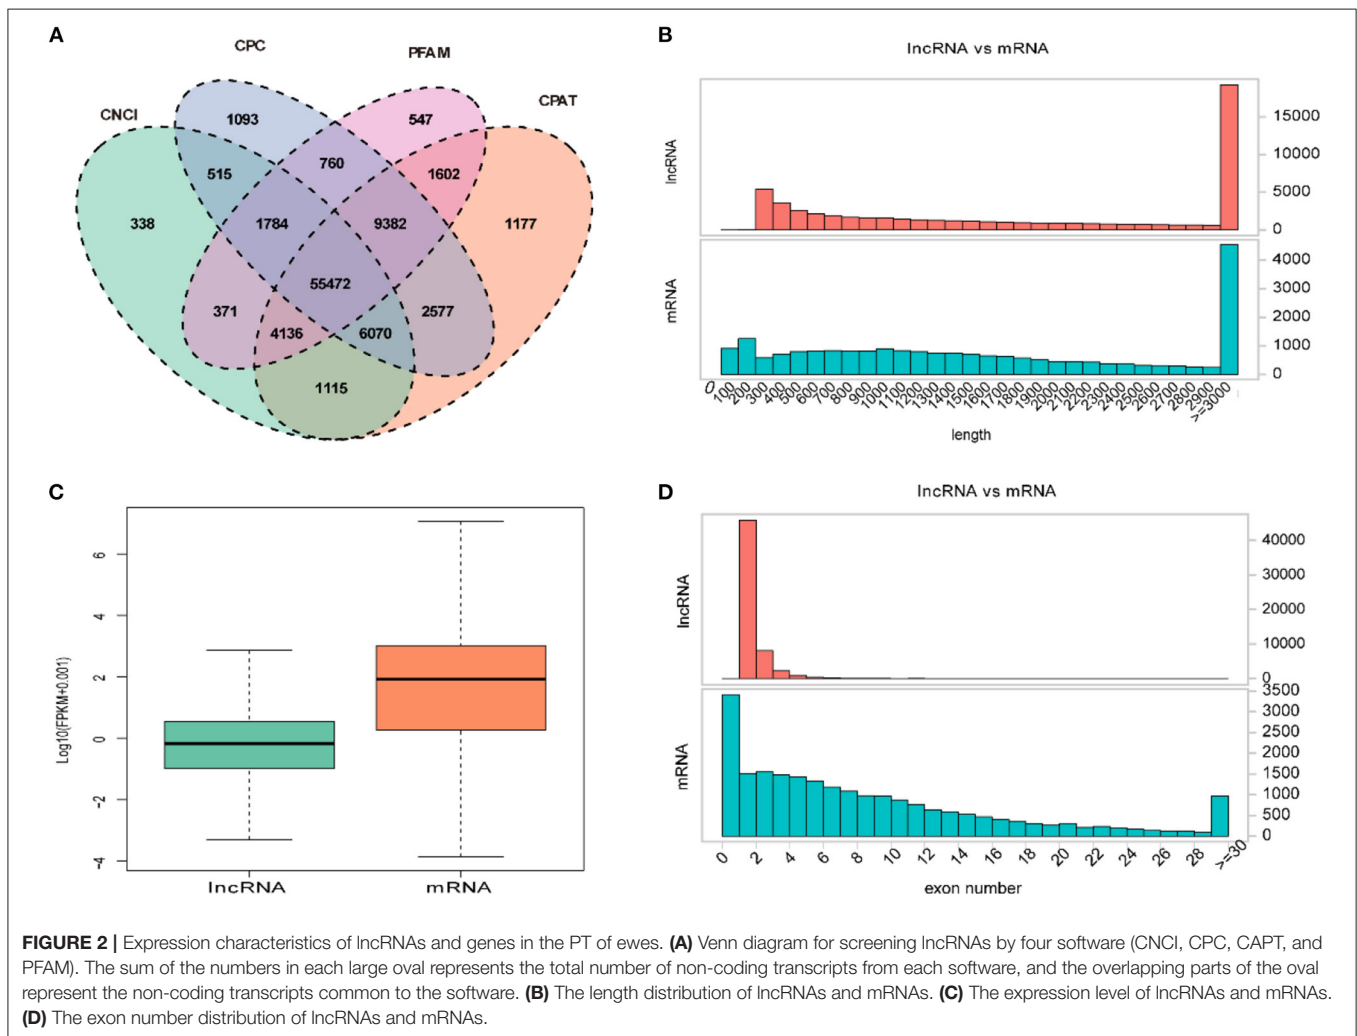 A
CPC
PFAM
CNCI
CPAT
1093
547
515
760
1602
338
1784
9382
1177
55472
371
2577
4136
6070
1115
B
lncRNA vs mRNA
lncRNA
15000
10000
5000
0
mRNA
4000
3000
2000
1000
0
0 100 200 300 400 500 600 700 800 900 1000 1100 1200 1300 1400 1500 1600 1700 1800 1900 2000 2100 2200 2300 2400 2500 2600 2700 2800 2900 >=3000
length
C
Log10(FPKM+0.001)
6
4
2
0
-2
-4
lncRNA mRNA
D
lncRNA vs mRNA
lncRNA
40000
30000
20000
10000
0
mRNA
3500
3000
2500
2000
1500
1000
500
0
0 2 4 6 8 10 12 14 16 18 20 22 24 26 28 >=30
exon number
FIGURE 2 | Expression characteristics of lncRNAs and genes in the PT of ewes. (A) Venn diagram for screening lncRNAs by four software (CNCI, CPC, CAPT, and
PFAM). The sum of the numbers in each large oval represents the total number of non-coding transcripts from each software, and the overlapping parts of the oval
represent the non-coding transcripts common to the software. (B) The length distribution of lncRNAs and mRNAs. (C) The expression level of lncRNAs and mRNAs.
(D) The exon number distribution of lncRNAs and mRNAs.